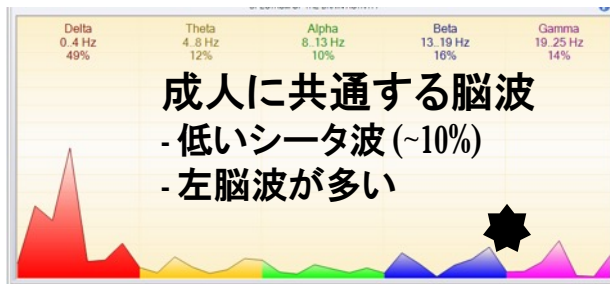 Delta Theta Alpha Beta Gamma
0..4 Hz 4..8 Hz 8..13 Hz 13..19 Hz 19..25 Hz
49% 12% 10% 16% 14%
成人に共通する脳波
- 低いシータ波 (~10%)
- 左脳波が多い